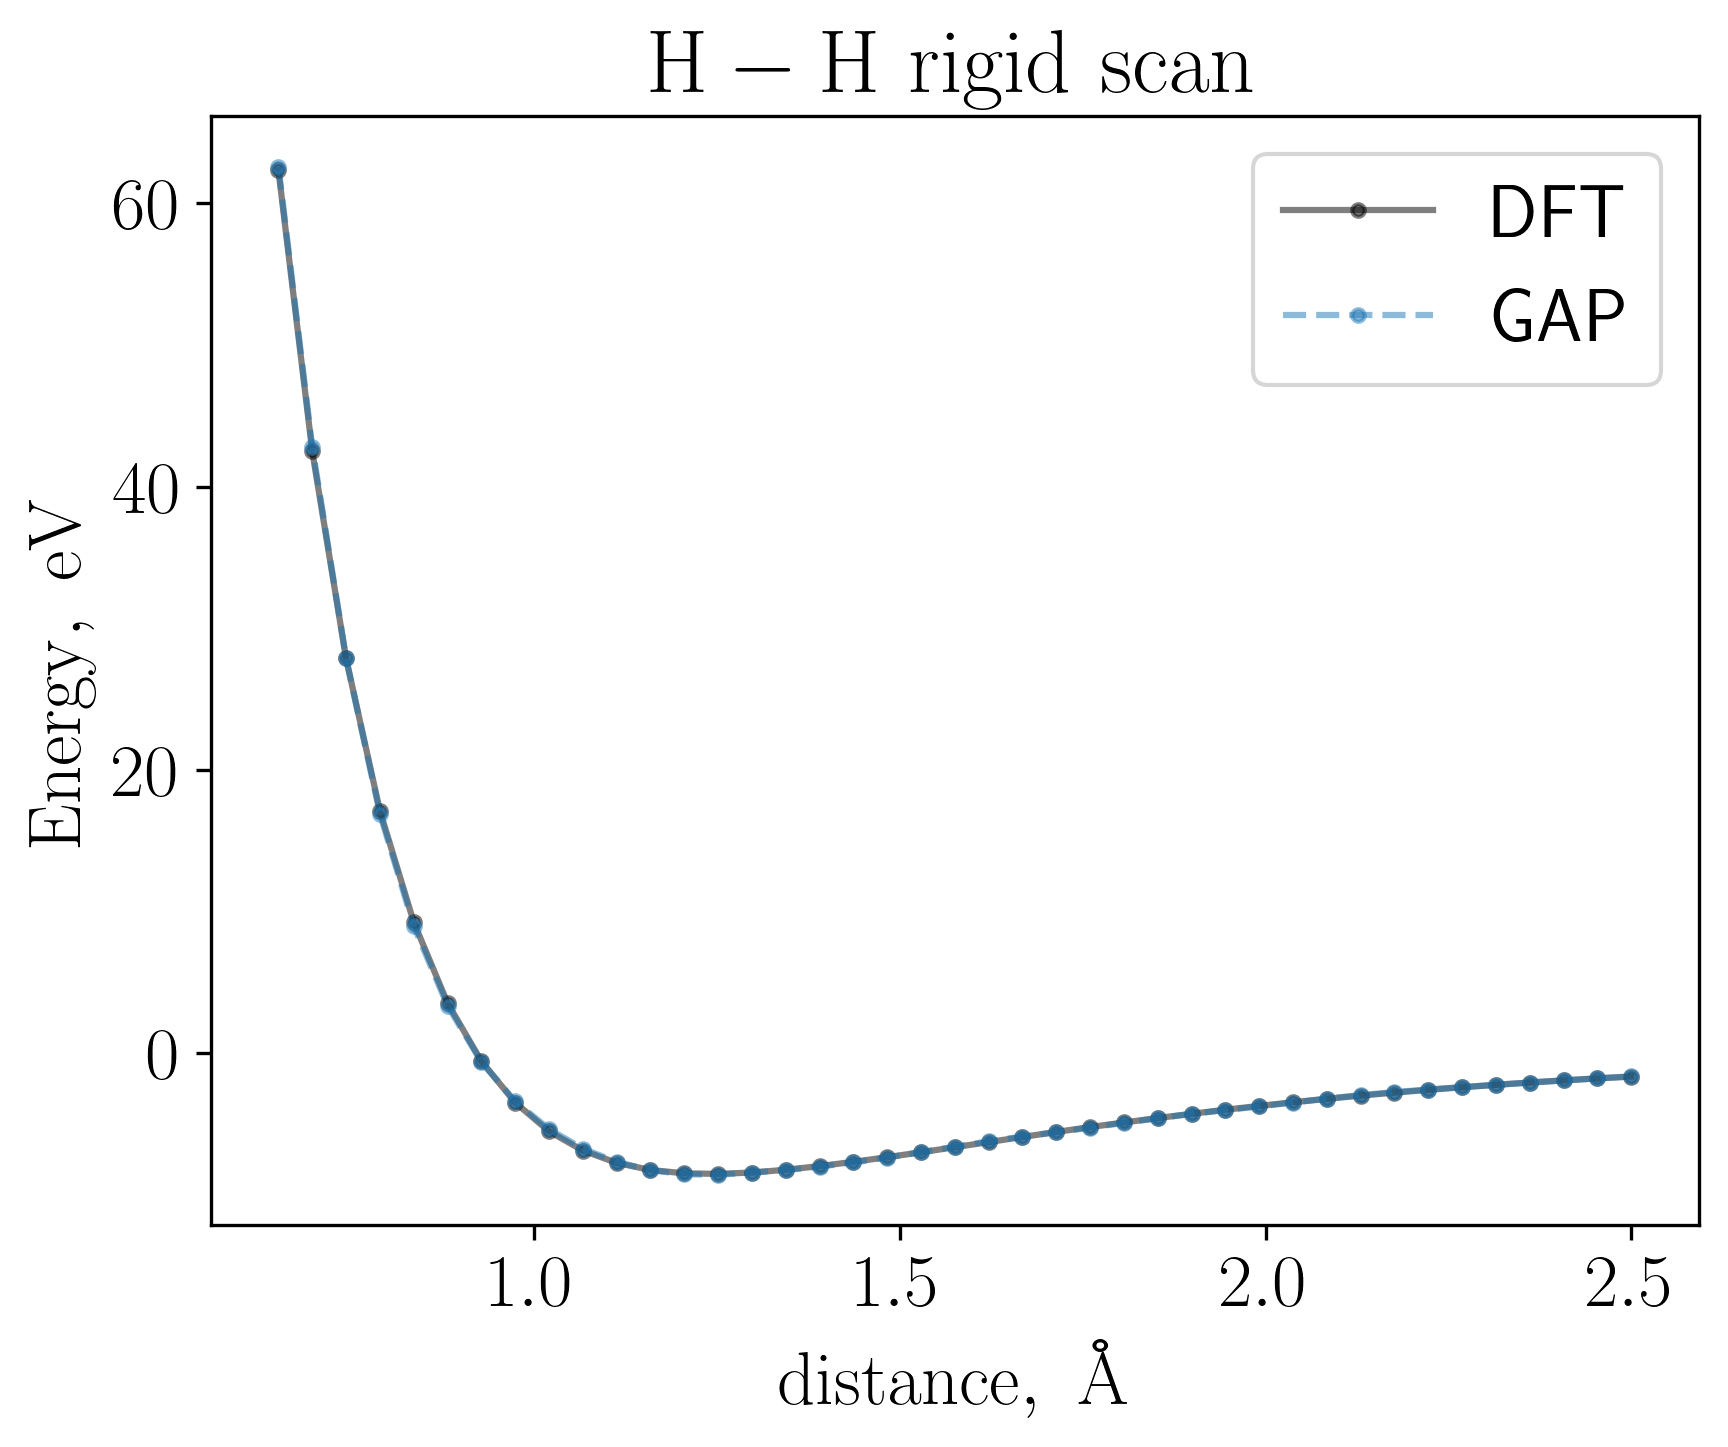 H − H rigid scan
60
40
20
0
Energy, eV
DFT
GAP
1.0
1.5
2.0
2.5
distance, Å